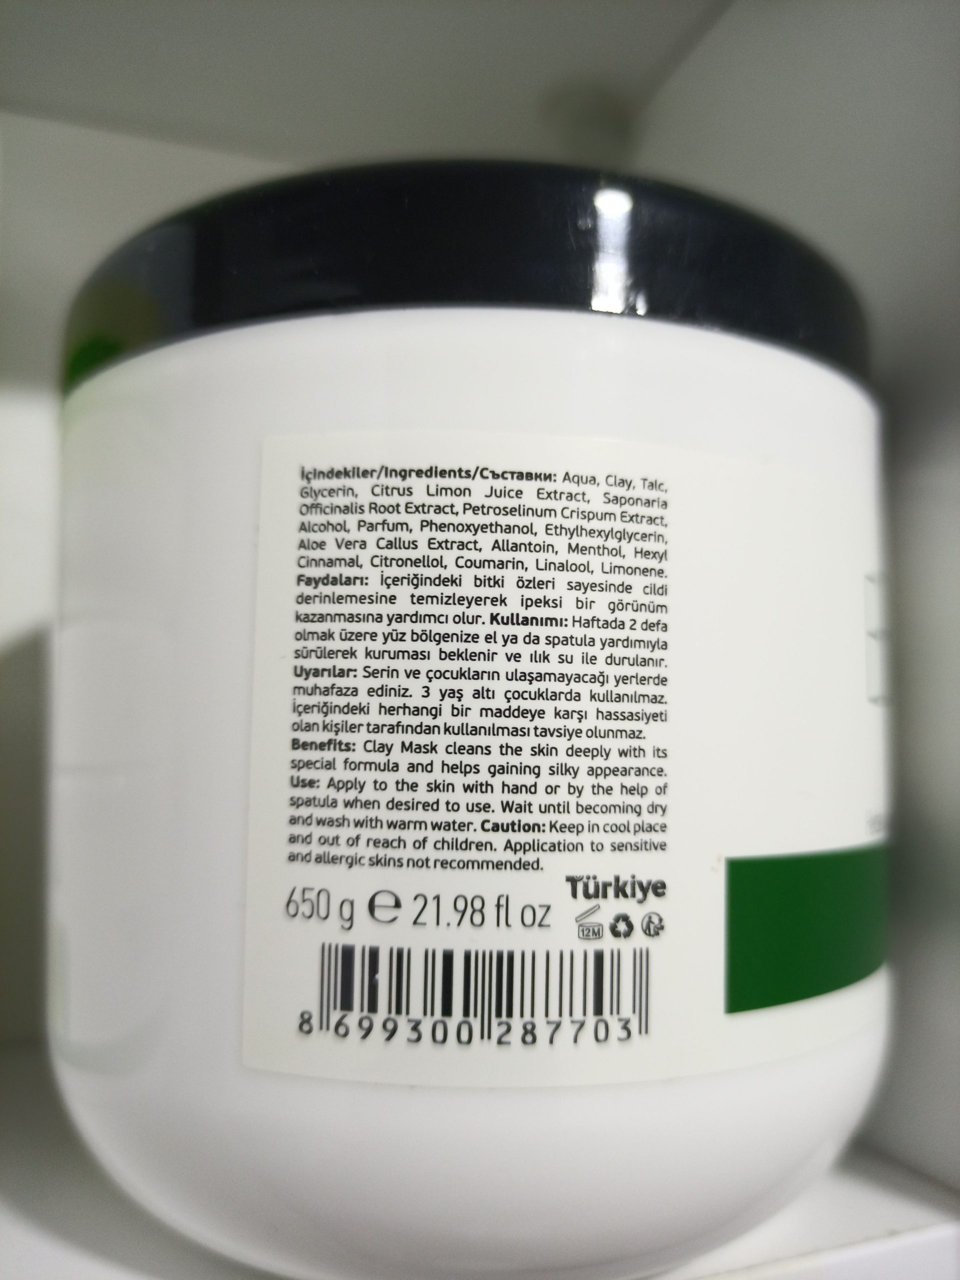 İçindekiler/Ingredients/Съставки: Aqua, Clay, Talc,
Glycerin, Citrus Limon Juice Extract, Saponaria
Officinalis Root Extract, Petroselinum Crispum Extract,
Alcohol, Parfum, Phenoxyethanol, Ethylhexylglycerin,
Aloe Vera Callus Extract, Allantoin, Menthol, Hexyl
Cinnamal, Citronellol, Coumarin, Linalool, Limonene.
Faydaları: İçeriğindeki bitki özleri sayesinde cildi
derinlemesine temizleyerek ipeksi bir görünüm
kazanmasına yardımcı olur. Kullanımı: Haftada 2 defa
olmak üzere yüz bölgenize el ya da spatula yardımıyla
sürülerek kuruması beklenir ve ılık su ile durulanır.
Uyarılar: Serin ve çocukların ulaşamayacağı yerlerde
muhafaza ediniz. 3 yaş altı çocuklarda kullanılmaz.
İçeriğindeki herhangi bir maddeye karşı hassasiyeti
olan kişiler tarafından kullanılması tavsiye olunmaz.
Benefits: Clay Mask cleans the skin deeply with its
special formula and helps gaining silky appearance.
Use: Apply to the skin with hand or by the help of
spatula when desired to use. Wait until becoming dry
and wash with warm water. Caution: Keep in cool place
and out of reach of children. Application to sensitive
and allergic skins not recommended.
Türkiye
650 g ℮ 21.98 fl oz
12M
8 699300 287703